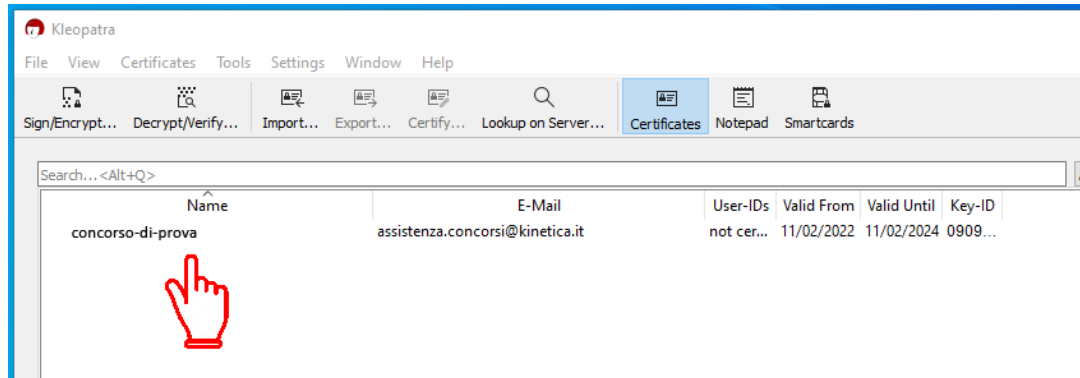 Kleopatra
File View Certificates Tools Settings Window Help
Sign/Encrypt... Decrypt/Verify... Import... Export... Certify... Lookup on Server... Certificates Notepad Smartcards
Search...<Alt+Q>
Name E-Mail User-IDs Valid From Valid Until Key-ID
concorso-di-prova assistenza.concorsi@kinetica.it not cer... 11/02/2022 11/02/2024 0909...